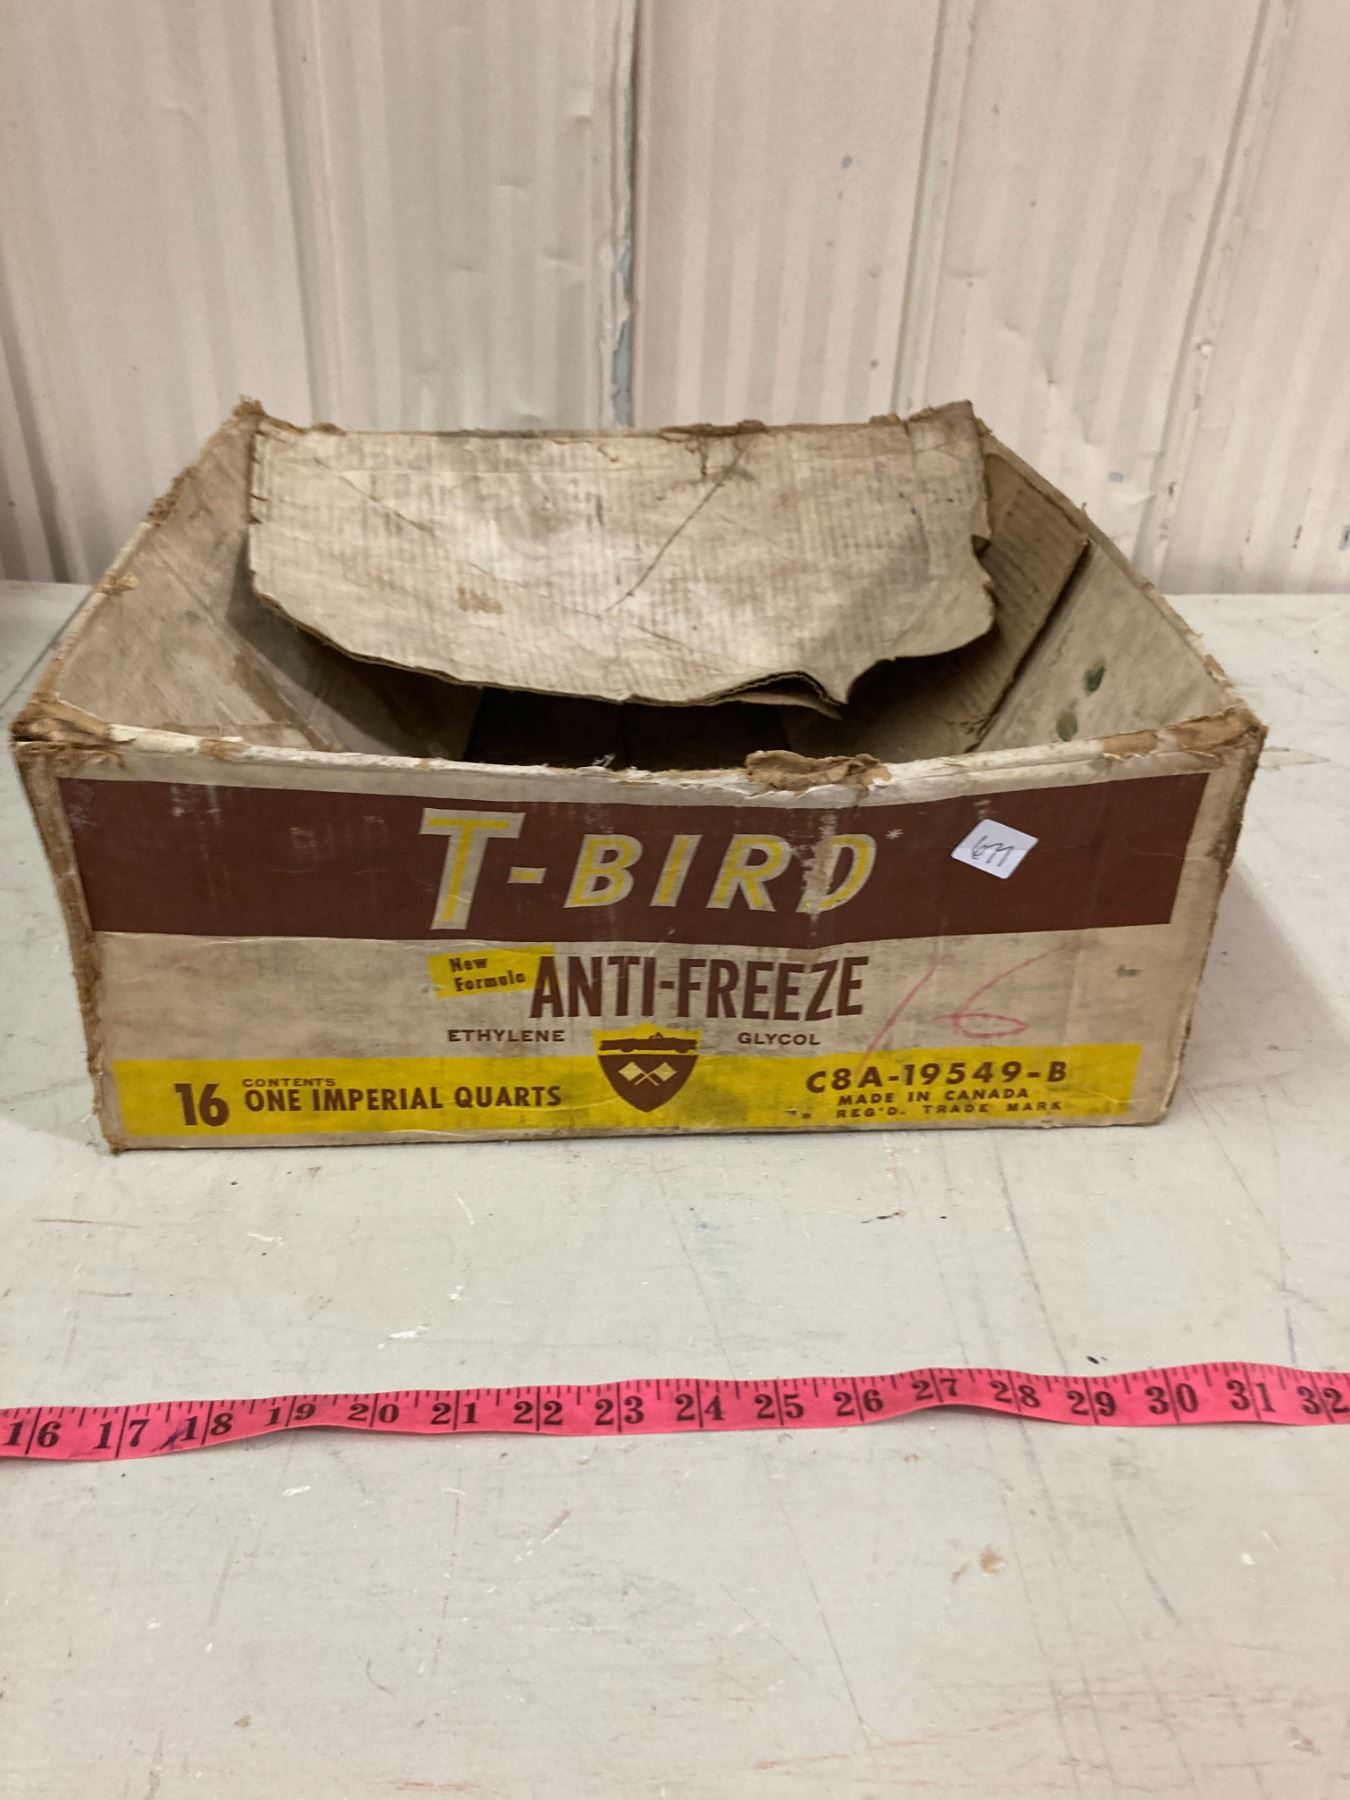 T-BIRD*
New
Formula
ANTI-FREEZE
ETHYLENE GLYCOL
16 CONTENTS
ONE IMPERIAL QUARTS
C8A-19549-B
MADE IN CANADA
REG'D. TRADE MARK
16
16 17 18 19 20 21 22 23 24 25 26 27 28 29 30 31 32